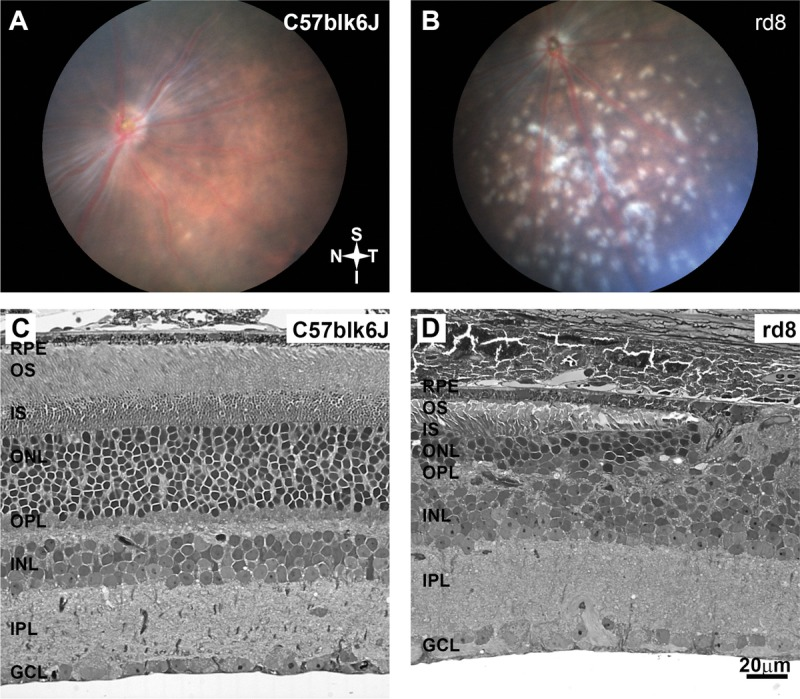 A
C57blk6J
S
N T
I
B
rd8
C
C57blk6J
RPE
OS
IS
ONL
OPL
INL
IPL
GCL
D
rd8
RPE
OS
IS
ONL
OPL
INL
IPL
GCL
20μm